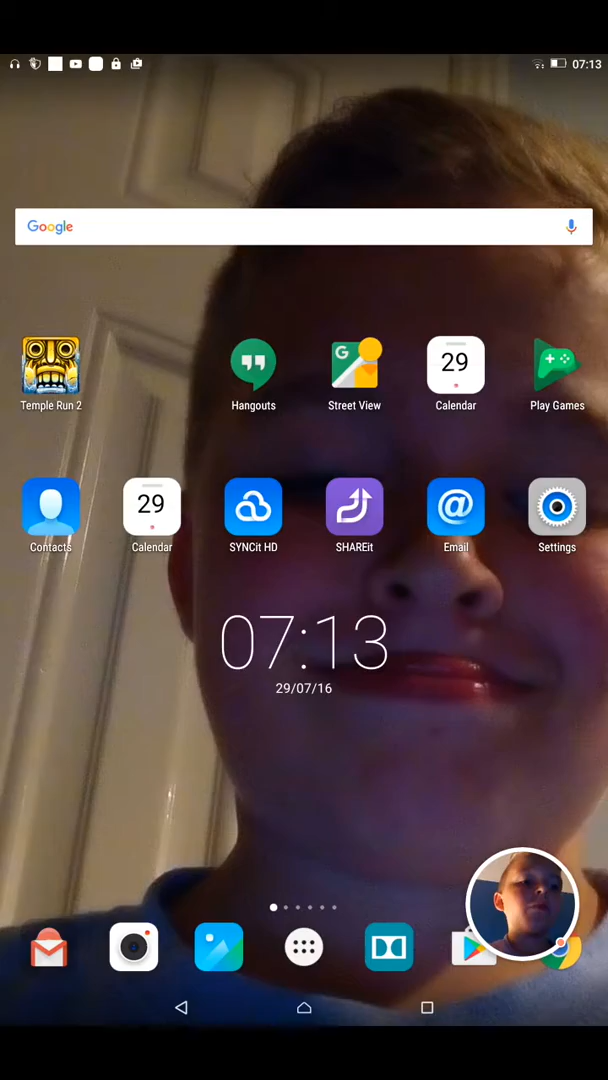 07:13
Google
G
29
Temple Run 2
Hangouts
Street View
Calendar
Play Games
29
@
Contacts
Calendar
SYNCit HD
SHAREit
Email
Settings
07:13
29/07/16